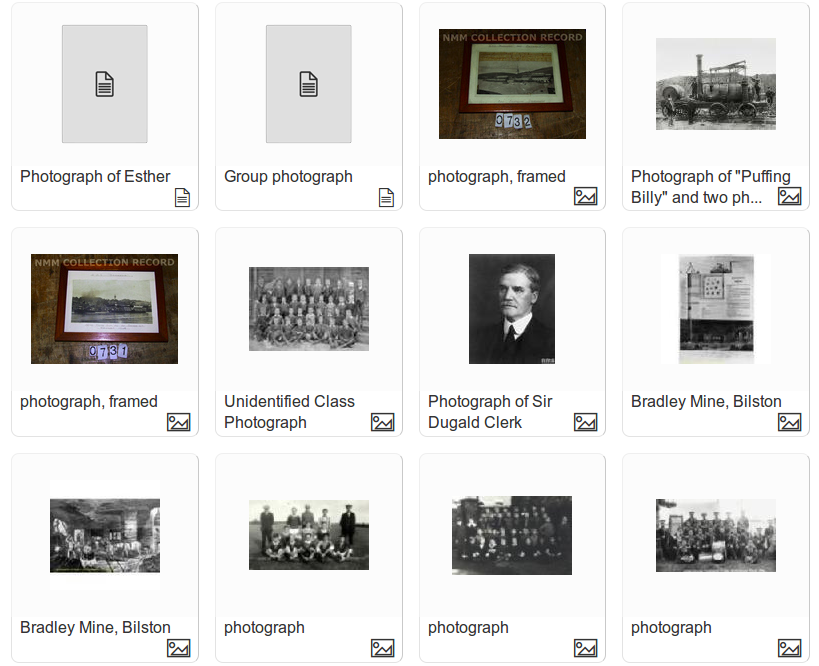 NMM COLLECTION RECORD
0732
Photograph of Esther
Group photograph
photograph, framed
Photograph of "Puffing
Billy" and two ph...
NMM COLLECTION RECORD
0731
photograph, framed
Unidentified Class
Photograph
Photograph of Sir
Dugald Clerk
Bradley Mine, Bilston
Bradley Mine, Bilston
photograph
photograph
photograph